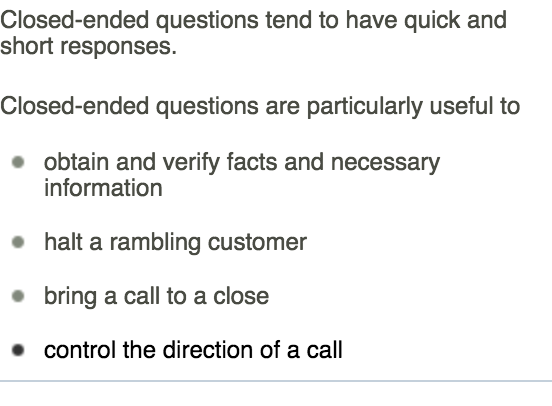 Closed-ended questions tend to have quick and
short responses.
Closed-ended questions are particularly useful to
obtain and verify facts and necessary
information
halt a rambling customer
bring a call to a close
control the direction of a call